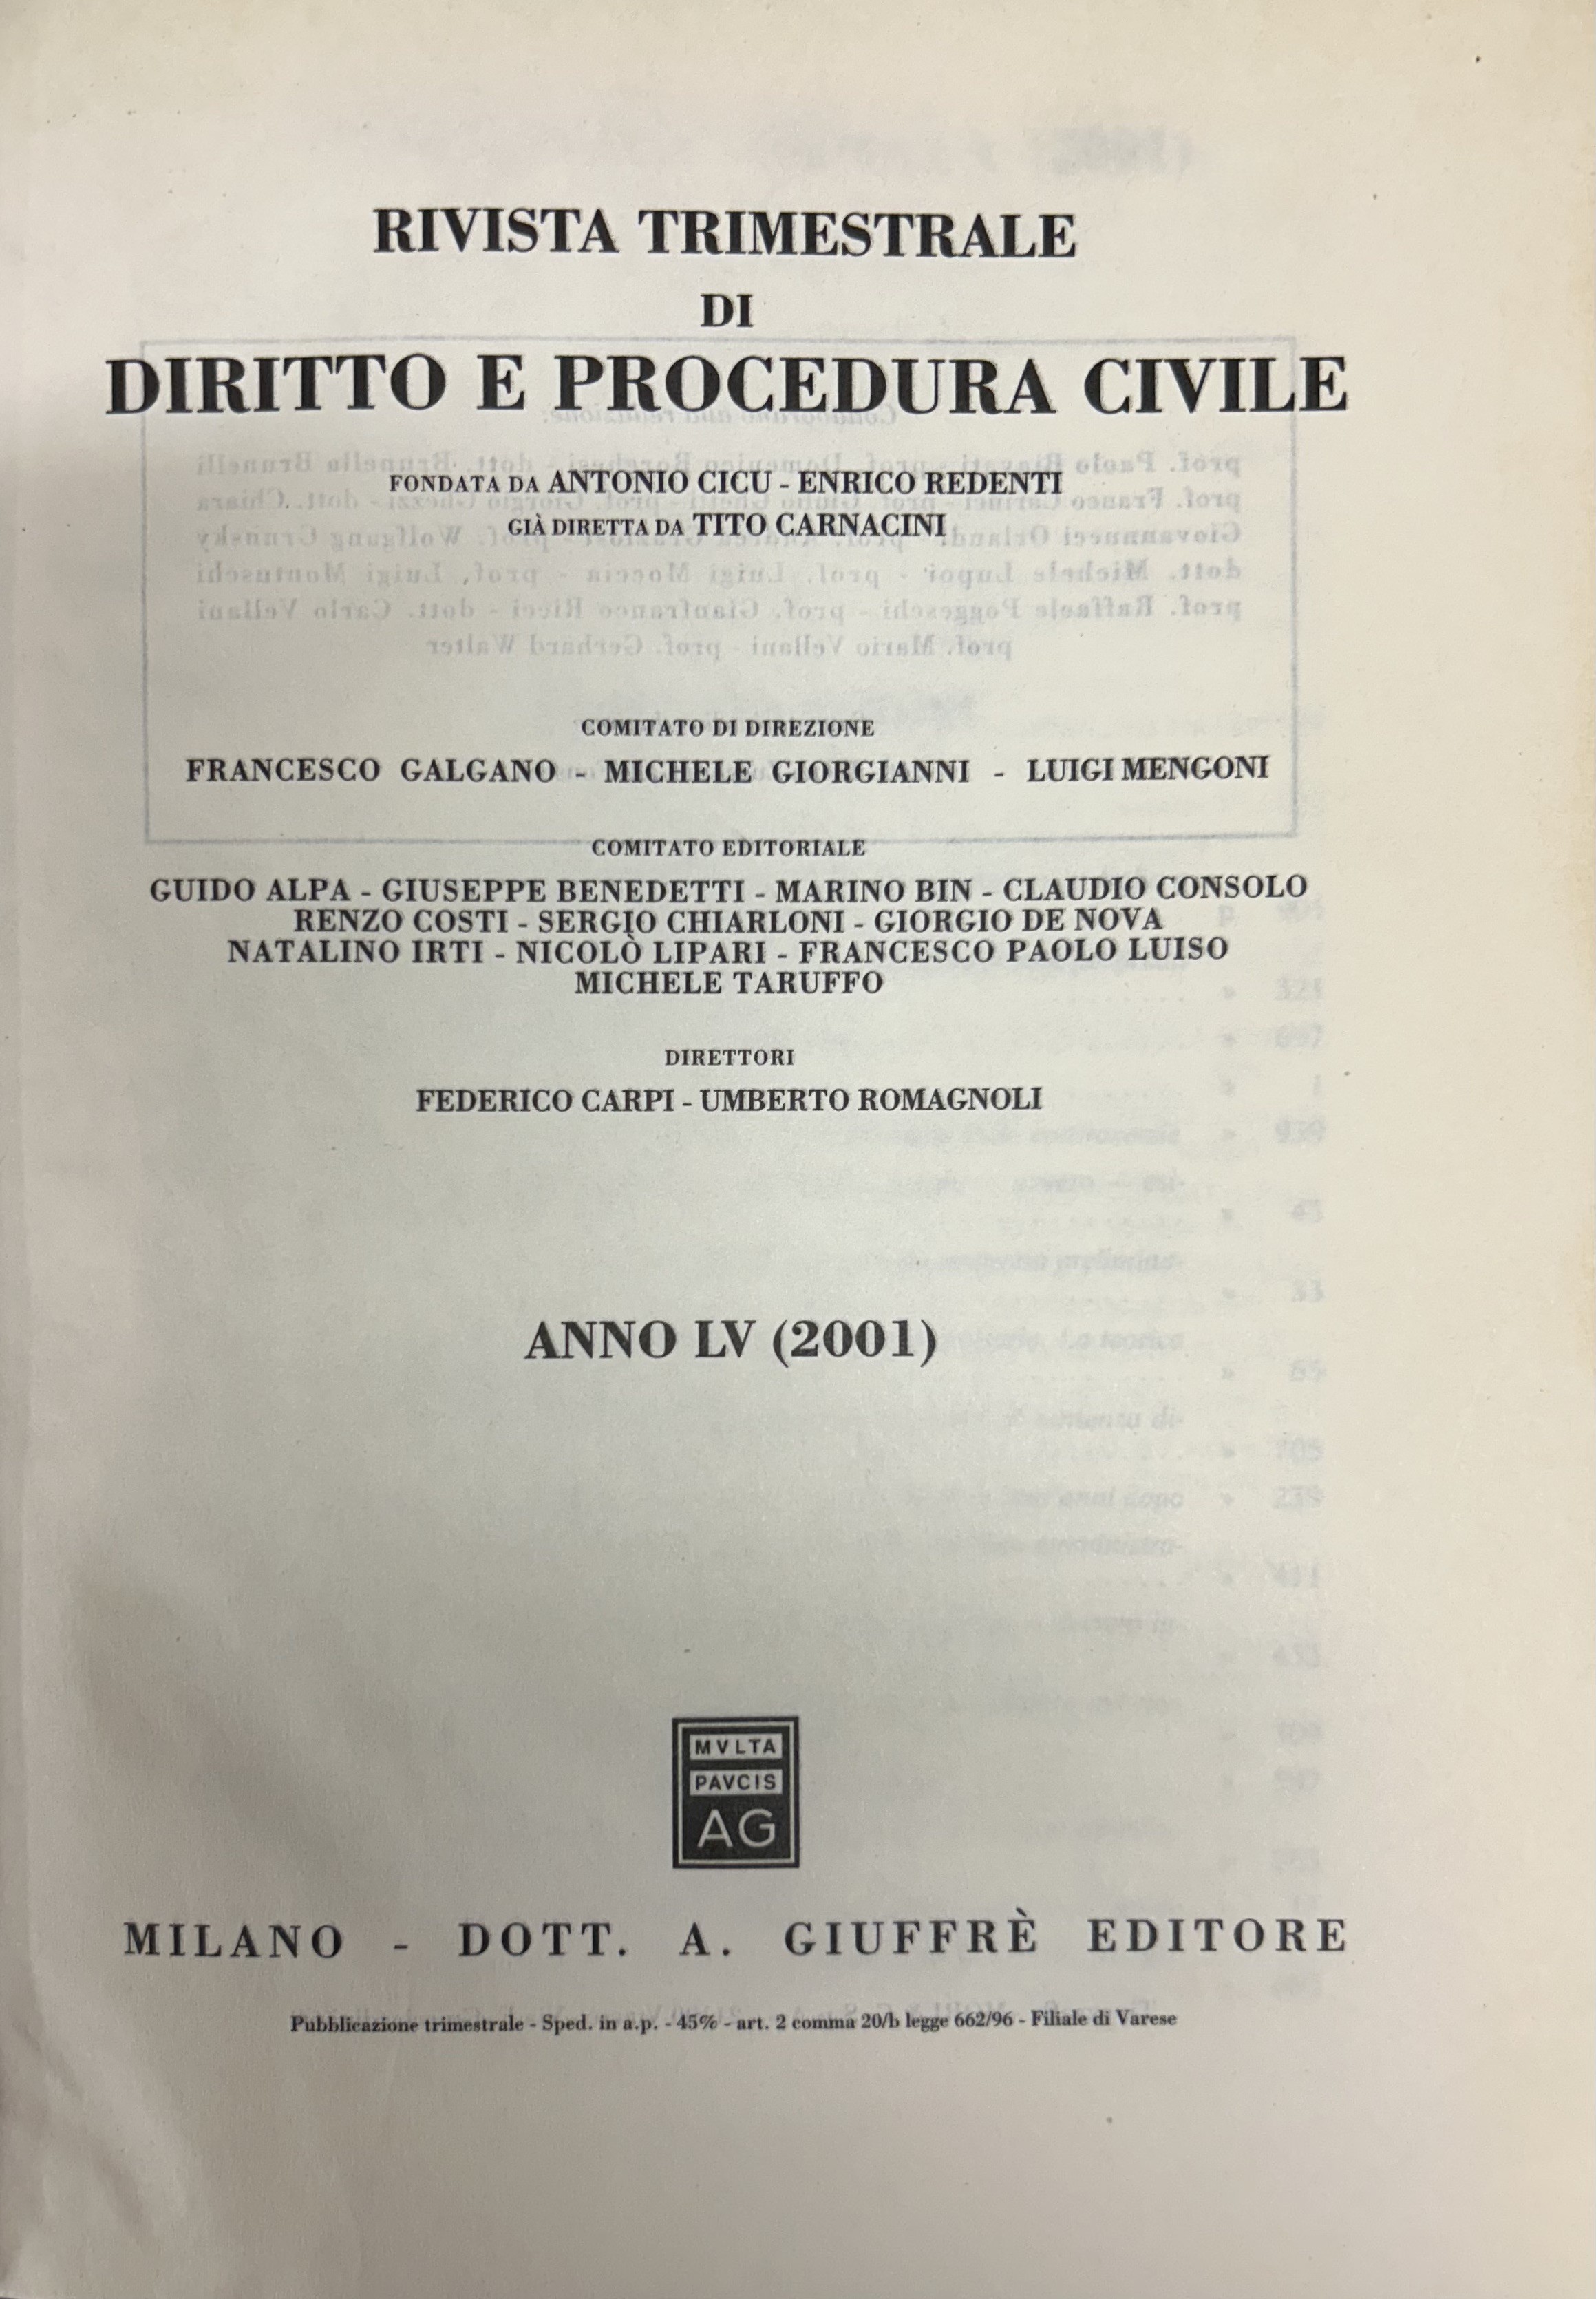 RIVISTA TRIMESTRALE
DI
DIRITTO E PROCEDURA CIVILE
FONDATA DA ANTONIO CICU - ENRICO REDENTI
GIÀ DIRETTA DA TITO CARNACINI
COMITATO DI DIREZIONE
FRANCESCO GALGANO - MICHELE GIORGIANNI - LUIGI MENGONI
COMITATO EDITORIALE
GUIDO ALPA - GIUSEPPE BENEDETTI - MARINO BIN - CLAUDIO CONSOLO
RENZO COSTI - SERGIO CHIARLONI - GIORGIO DE NOVA
NATALINO IRTI - NICOLÒ LIPARI - FRANCESCO PAOLO LUISO
MICHELE TARUFFO
DIRETTORI
FEDERICO CARPI - UMBERTO ROMAGNOLI
ANNO LV (2001)
MVLTA
PAVCIS
AG
MILANO - DOTT. A. GIUFFRÈ EDITORE
Pubblicazione trimestrale - Sped. in a.p. - 45% - art. 2 comma 20/b legge 662/96 - Filiale di Varese